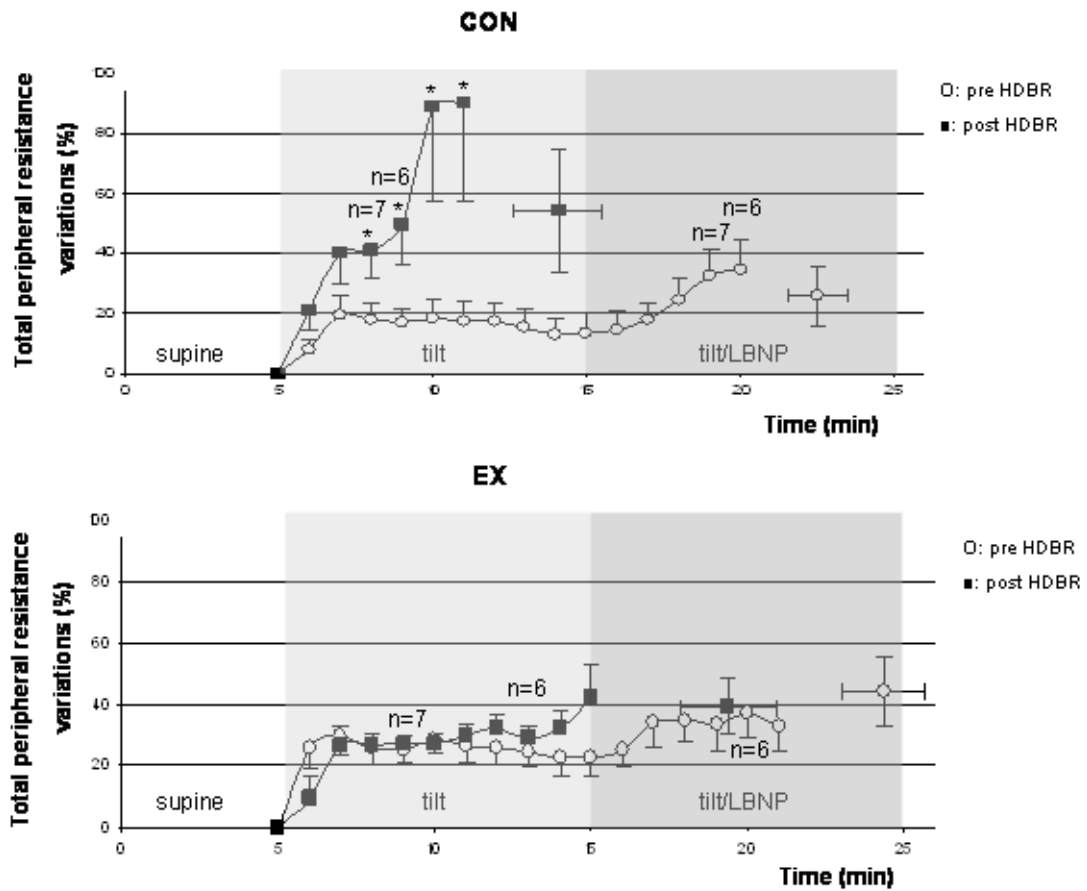 CON
Total peripheral resistance
variations (%)
00
80
60
40
20
0
n=6
n=7
*
*
*
*
n=6
n=7
supine
tilt
tilt/LBNP
0
5
10
15
20
25
Time (min)
O: pre HDBR
■: post HDBR
EX
Total peripheral resistance
variations (%)
00
80
60
40
20
0
n=7
n=6
n=6
supine
tilt
tilt/LBNP
0
5
10
15
20
25
Time (min)
O: pre HDBR
■: post HDBR